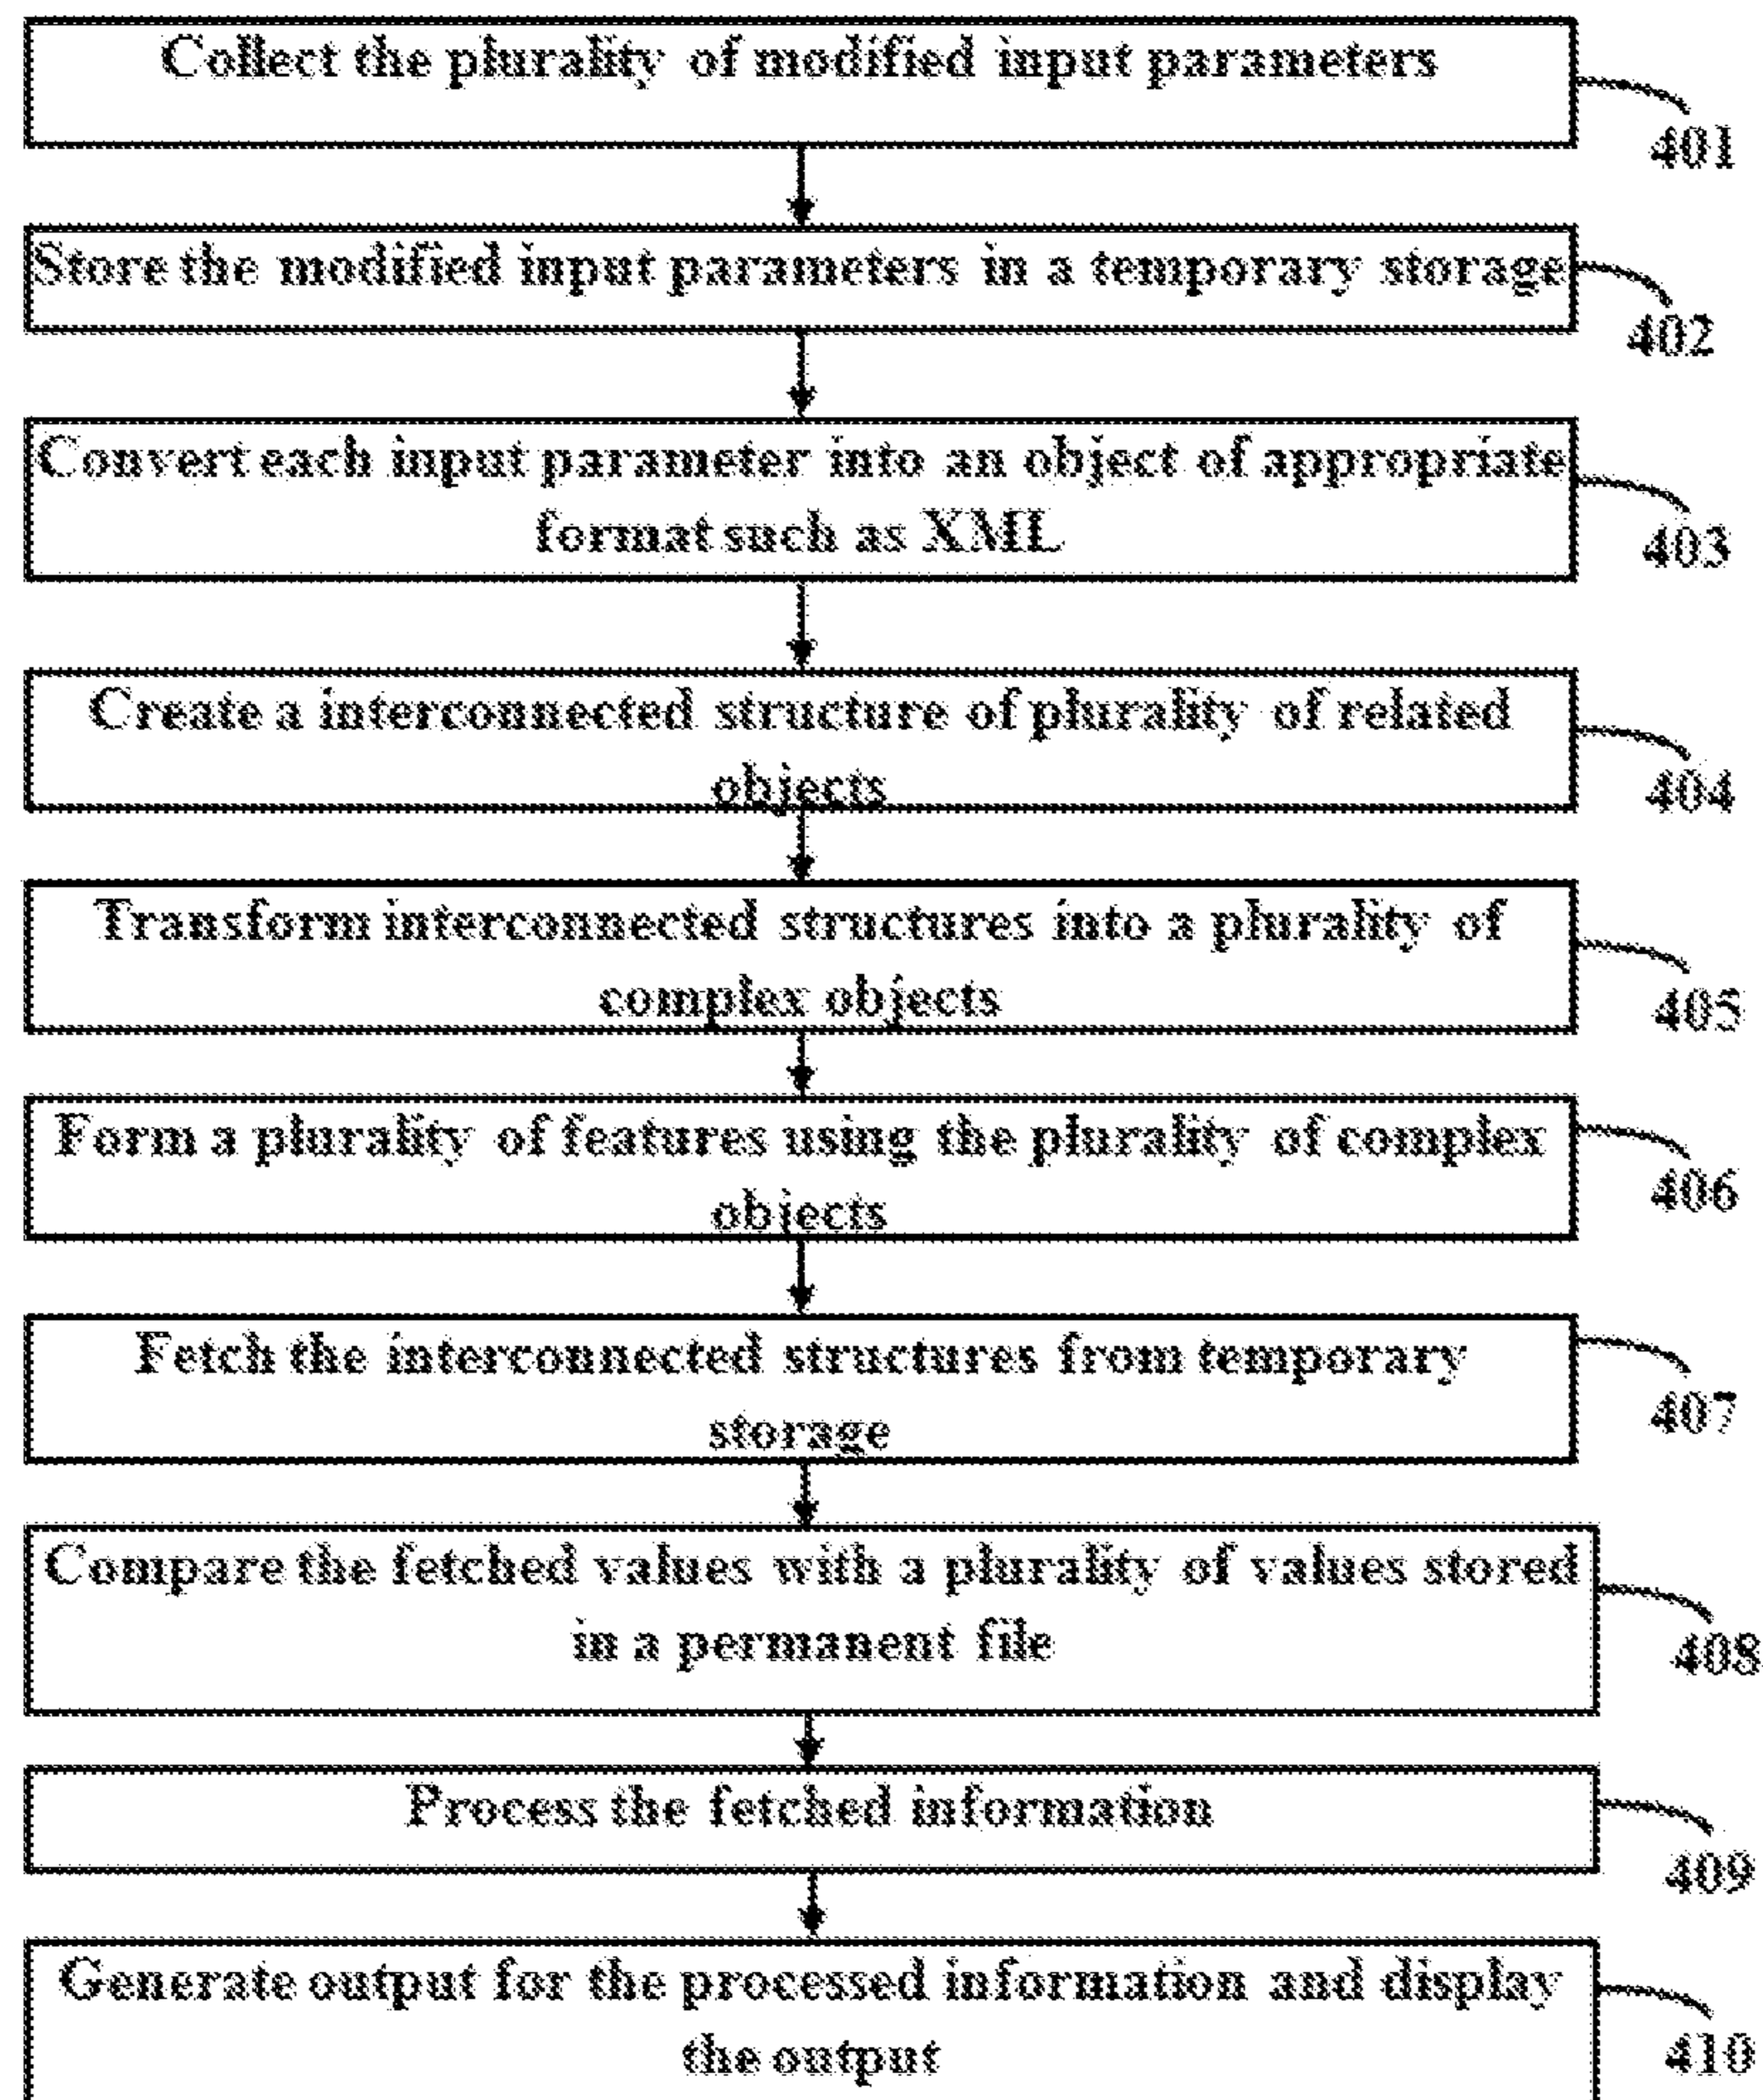 Collect the plurality of modified input parameters
401
Store the modified input parameters in a temporary storage
402
Convert each input parameter into an object of appropriate
format such as XML
403
Create a interconnected structure of plurality of related
objects
404
Transform interconnected structures into a plurality of
complex objects
405
Form a plurality of features using the plurality of complex
objects
406
Fetch the interconnected structures from temporary
storage
407
Compare the fetched values with a plurality of values stored
in a permanent file
408
Process the fetched information
409
Generate output for the processed information and display
the output
410